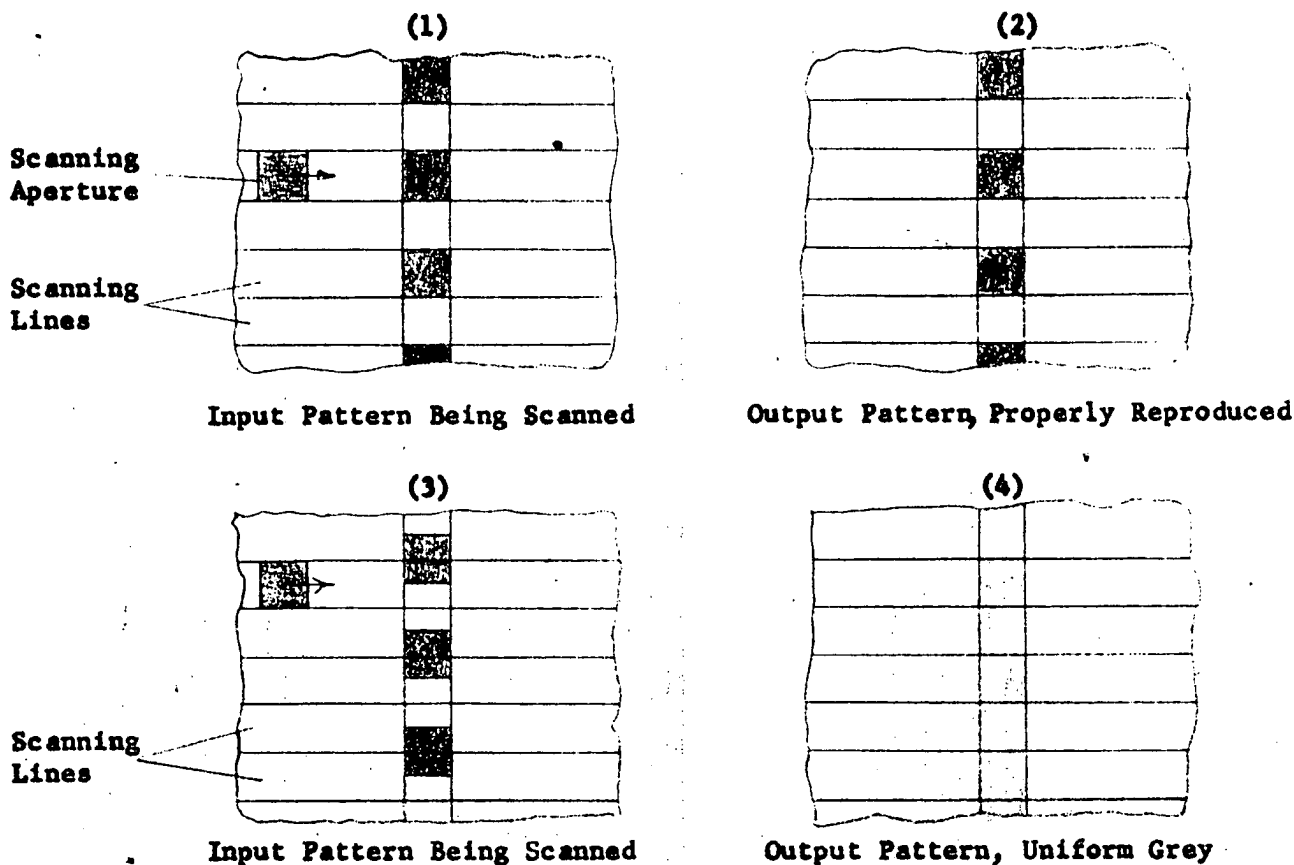 (1)
(2)
Scanning
Aperture
Scanning
Lines
Input Pattern Being Scanned
Output Pattern, Properly Reproduced
(3)
(4)
Scanning
Lines
Input Pattern Being Scanned
Output Pattern, Uniform Grey